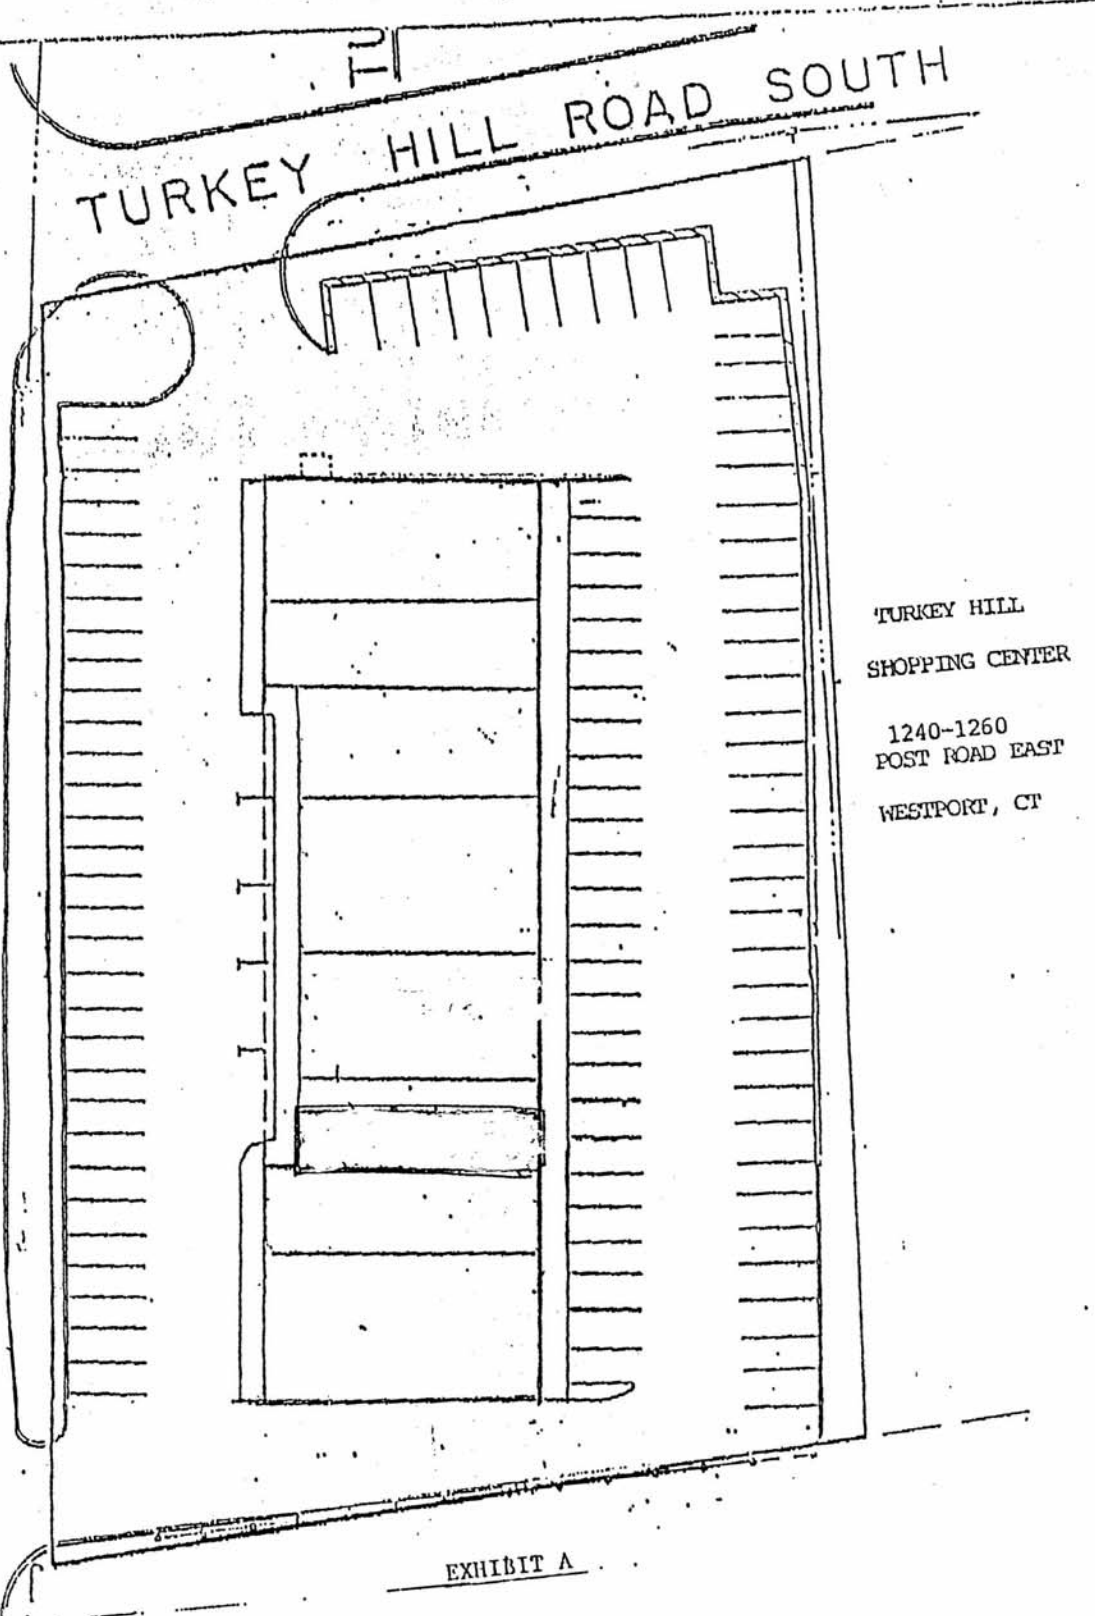 TURKEY HILL ROAD SOUTH
TURKEY HILL
SHOPPING CENTER
1240-1260
POST ROAD EAST
WESTPORT, CT
EXHIBIT A